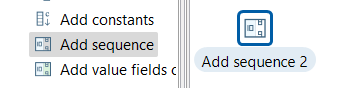 Add constants
Add sequence
Add value fields c
Add sequence 2